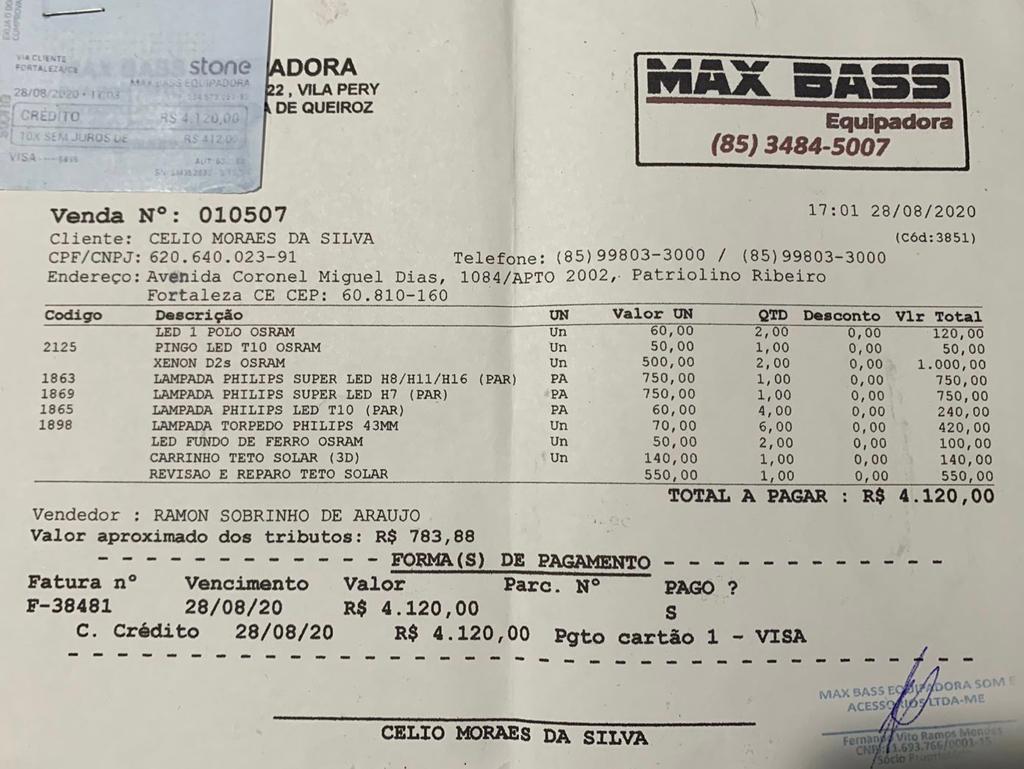 VIA CLIENTE
FORTALEZA/CE
stone
MAX BASS EQUIPADORA
28/08/2020 - 17:03
CRÉDITO R$ 4.120,00
10X SEM JUROS DE R$ 412,00
VISA
ADORA
22 , VILA PERY
A DE QUEIROZ
MAX BASS
Equipadora
(85) 3484-5007
Venda Nº: 010507
17:01 28/08/2020
Cliente: CELIO MORAES DA SILVA
(Cód:3851)
CPF/CNPJ: 620.640.023-91 Telefone: (85)99803-3000 / (85)99803-3000
Endereço: Avenida Coronel Miguel Dias, 1084/APTO 2002, Patriolino Ribeiro
Fortaleza CE CEP: 60.810-160
Codigo Descrição UN Valor UN QTD Desconto Vlr Total
LED 1 POLO OSRAM Un 60,00 2,00 0,00 120,00
2125 PINGO LED T10 OSRAM Un 50,00 1,00 0,00 50,00
XENON D2s OSRAM Un 500,00 2,00 0,00 1.000,00
1863 LAMPADA PHILIPS SUPER LED H8/H11/H16 (PAR) PA 750,00 1,00 0,00 750,00
1869 LAMPADA PHILIPS SUPER LED H7 (PAR) PA 750,00 1,00 0,00 750,00
1865 LAMPADA PHILIPS LED T10 (PAR) PA 60,00 4,00 0,00 240,00
1898 LAMPADA TORPEDO PHILIPS 43MM Un 70,00 6,00 0,00 420,00
LED FUNDO DE FERRO OSRAM Un 50,00 2,00 0,00 100,00
CARRINHO TETO SOLAR (3D) Un 140,00 1,00 0,00 140,00
REVISAO E REPARO TETO SOLAR 550,00 1,00 0,00 550,00
TOTAL A PAGAR : R$ 4.120,00
Vendedor : RAMON SOBRINHO DE ARAUJO
Valor aproximado dos tributos: R$ 783,88
FORMA(S) DE PAGAMENTO
Fatura nº Vencimento Valor Parc. Nº PAGO ?
F-38481 28/08/20 R$ 4.120,00 S
C. Crédito 28/08/20 R$ 4.120,00 Pgto cartão 1 - VISA
MAX BASS EQUIPADORA SOM E
ACESSORIOS LTDA-ME
CELIO MORAES DA SILVA
Fernando Vito Ramos Mendes
Sócio Proprietário